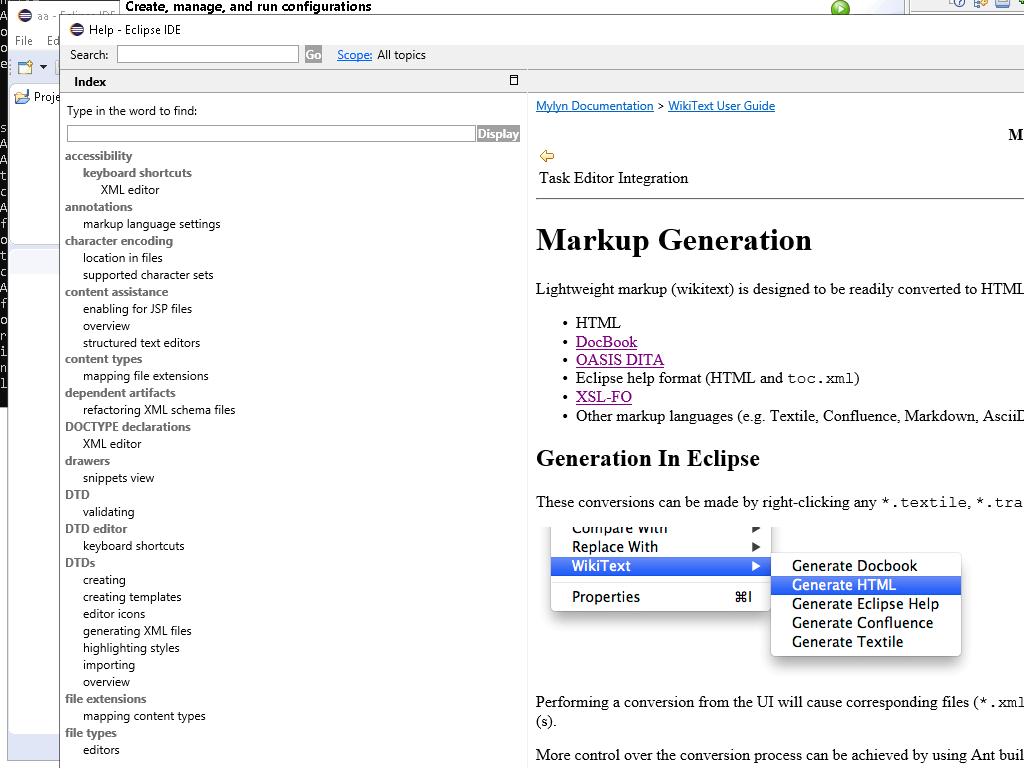 Create, manage, and run configurations
aa - Eclipse IDE
Help - Eclipse IDE
File Ed
Search: Go Scope: All topics
Index
Proje
Type in the word to find:
Display
accessibility
keyboard shortcuts
XML editor
annotations
markup language settings
character encoding
location in files
supported character sets
content assistance
enabling for JSP files
overview
structured text editors
content types
mapping file extensions
dependent artifacts
refactoring XML schema files
DOCTYPE declarations
XML editor
drawers
snippets view
DTD
validating
DTD editor
keyboard shortcuts
DTDs
creating
creating templates
editor icons
generating XML files
highlighting styles
importing
overview
file extensions
mapping content types
file types
editors
Mylyn Documentation > WikiText User Guide
M
Task Editor Integration
Markup Generation
Lightweight markup (wikitext) is designed to be readily converted to HTML
• HTML
• DocBook
• OASIS DITA
• Eclipse help format (HTML and toc.xml)
• XSL-FO
• Other markup languages (e.g. Textile, Confluence, Markdown, AsciiD
Generation In Eclipse
These conversions can be made by right-clicking any *.textile, *.tra
Compare With
Replace With
WikiText
Properties ⌘I
Generate Docbook
Generate HTML
Generate Eclipse Help
Generate Confluence
Generate Textile
Performing a conversion from the UI will cause corresponding files (*.xml
(s).
More control over the conversion process can be achieved by using Ant buil